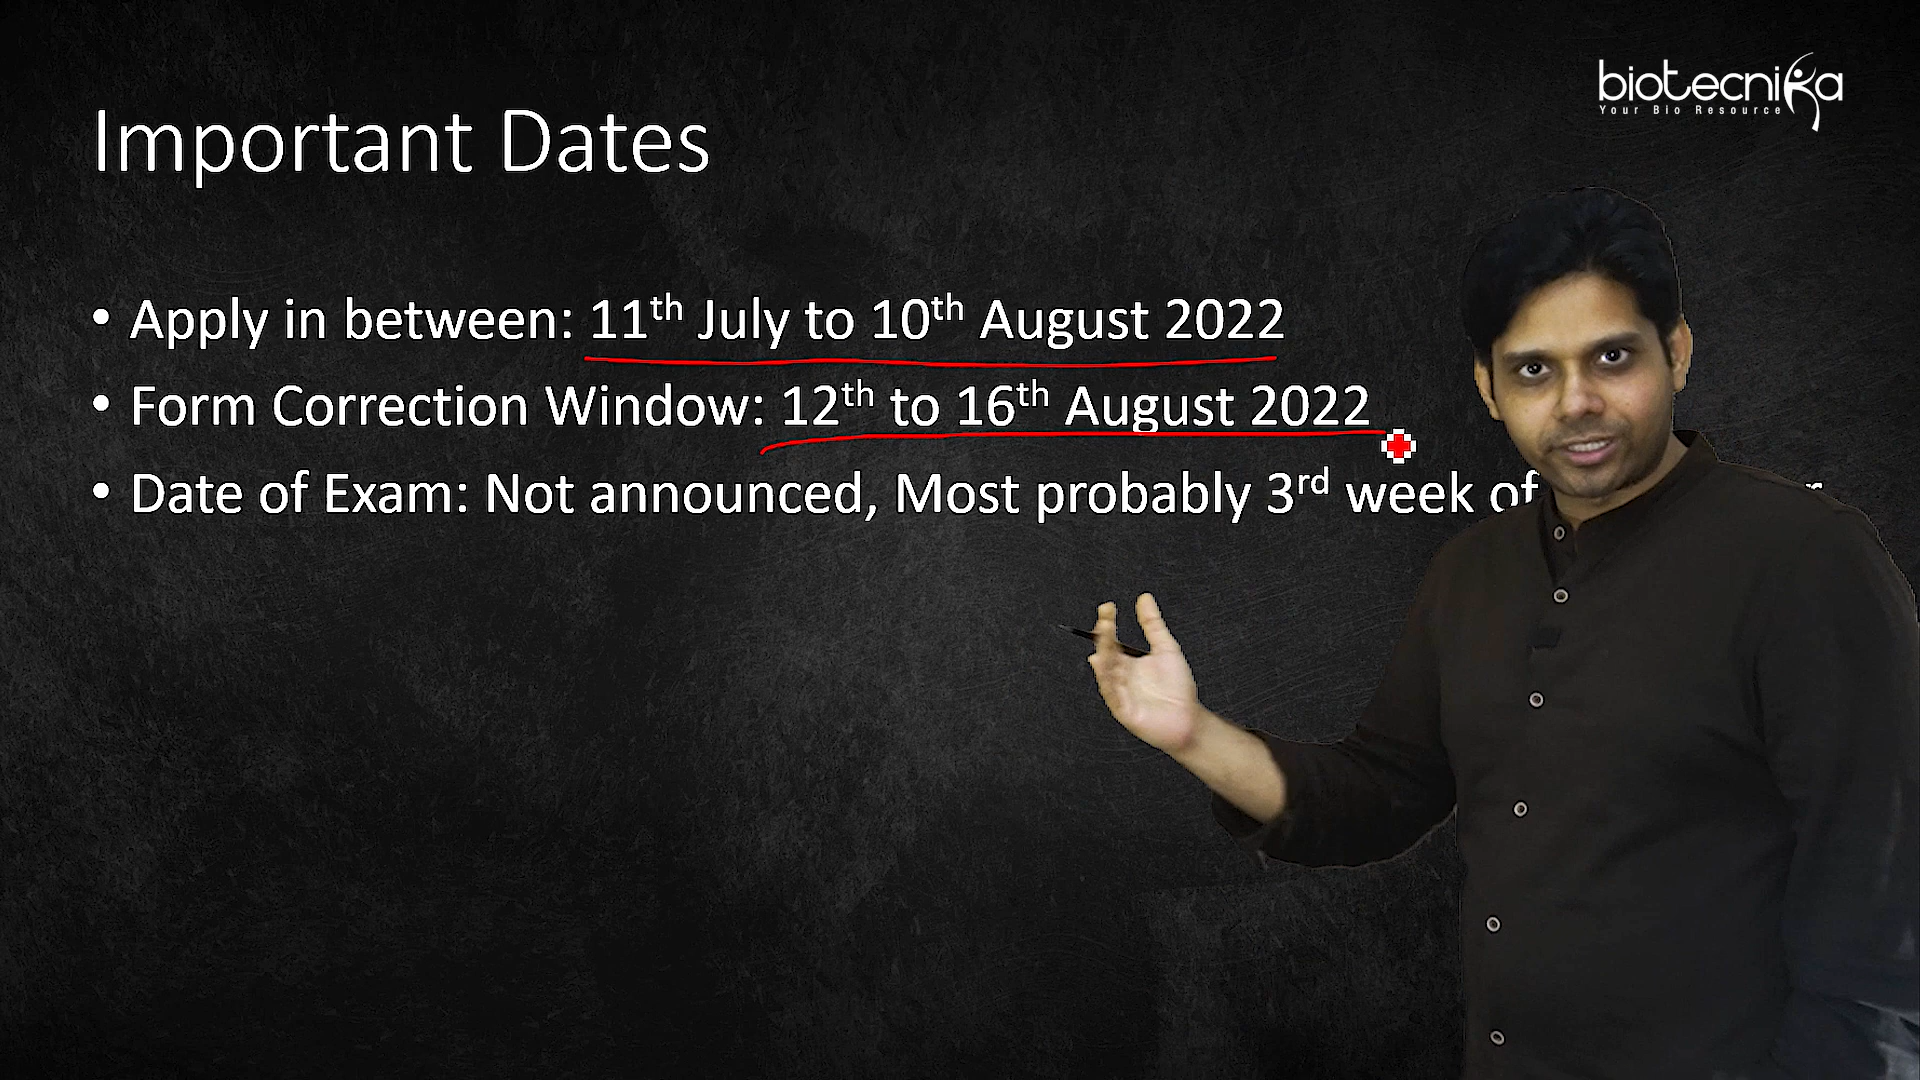 biotecnika
Your Bio Resource
Important Dates
• Apply in between: 11th July to 10th August 2022
• Form Correction Window: 12th to 16th August 2022
• Date of Exam: Not announced, Most probably 3rd week of